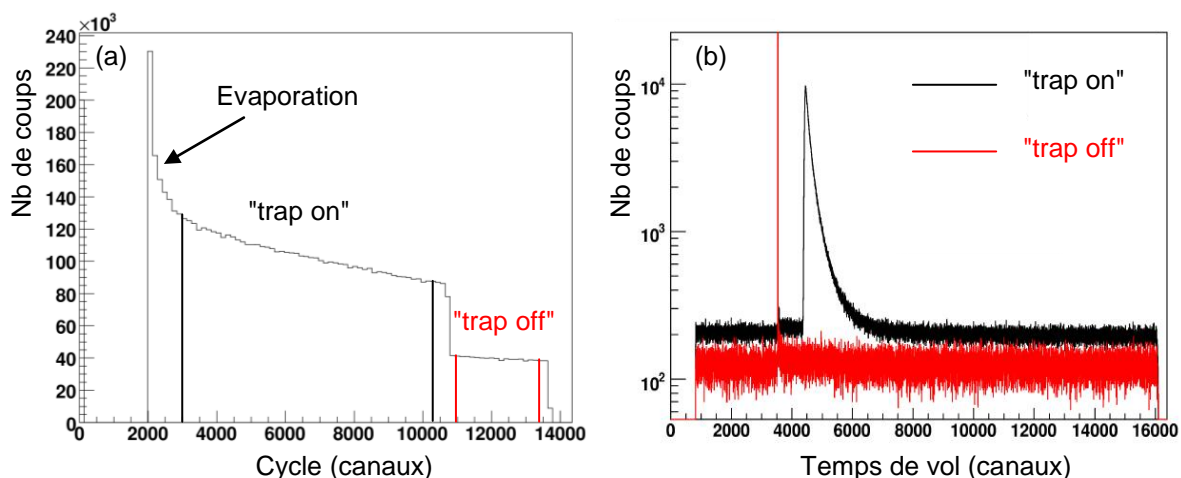 ×10³
(a)
240
220
200
180
160
140
120
100
80
60
40
20
0
Nb de coups
Evaporation
"trap on"
"trap off"
0 2000 4000 6000 8000 10000 12000 14000
Cycle (canaux)
(b)
10⁴
10³
10²
Nb de coups
"trap on"
"trap off"
0 2000 4000 6000 8000 10000 12000 14000 16000
Temps de vol (canaux)